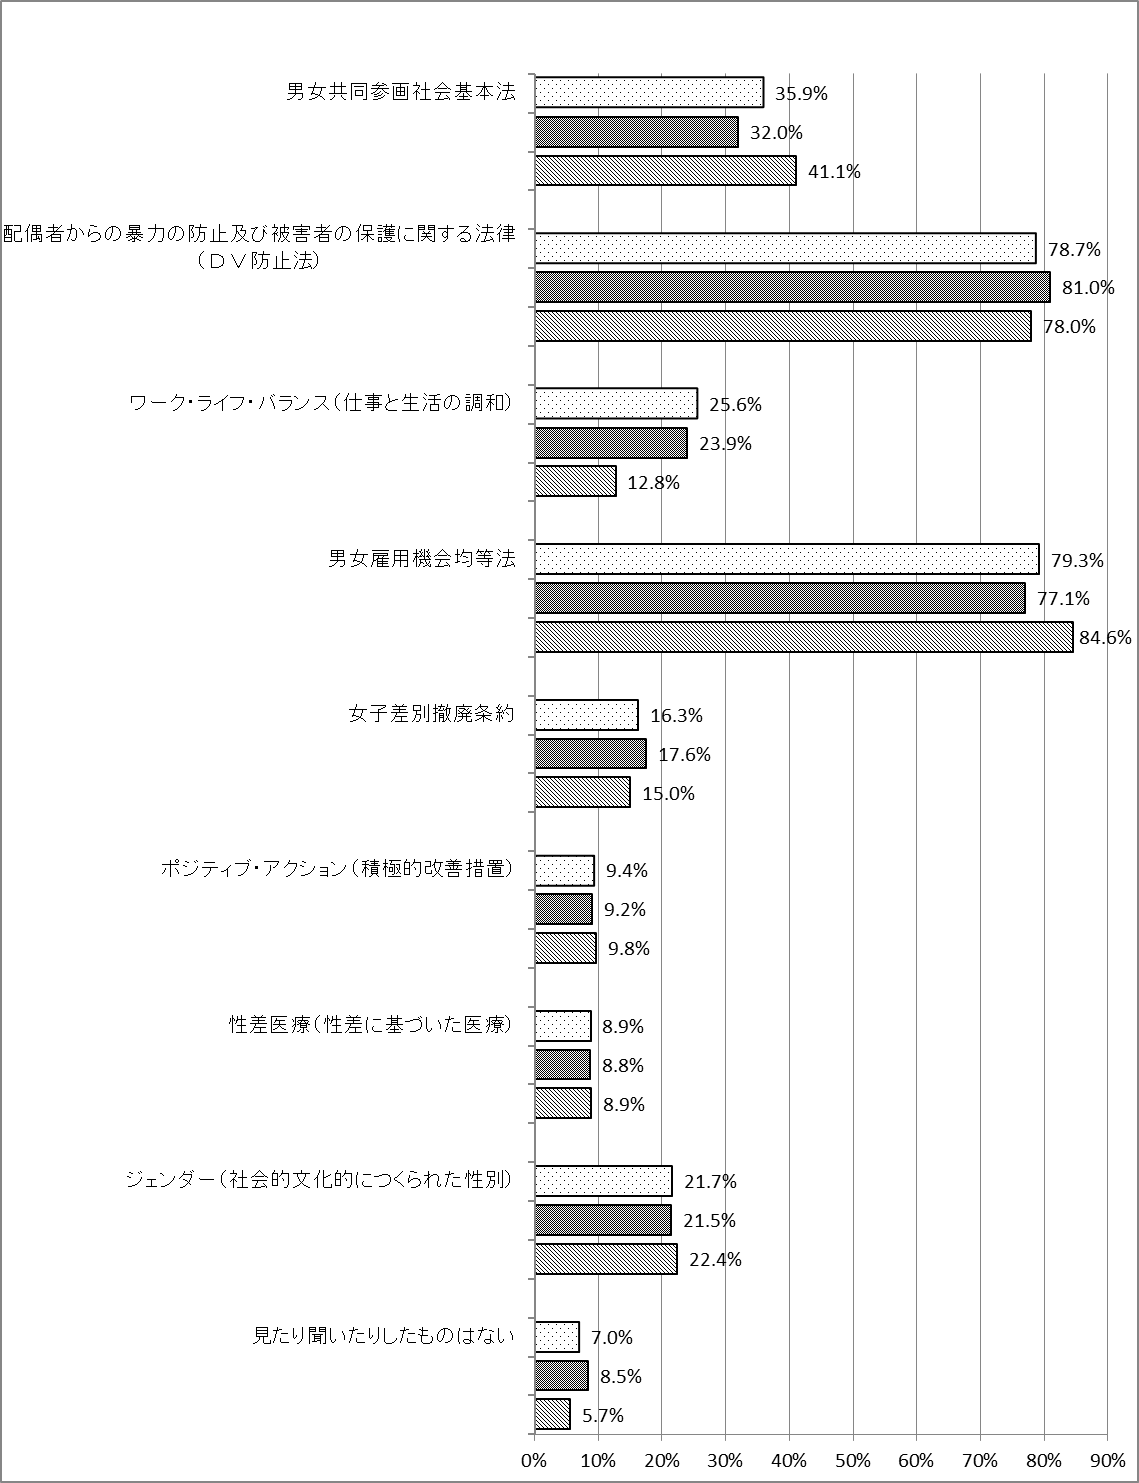 男女共同参画社会基本法
35.9%
32.0%
41.1%
配偶者からの暴力の防止及び被害者の保護に関する法律
（ＤＶ防止法）
78.7%
81.0%
78.0%
ワーク・ライフ・バランス（仕事と生活の調和）
25.6%
23.9%
12.8%
男女雇用機会均等法
79.3%
77.1%
84.6%
女子差別撤廃条約
16.3%
17.6%
15.0%
ポジティブ・アクション（積極的改善措置）
9.4%
9.2%
9.8%
性差医療（性差に基づいた医療）
8.9%
8.8%
8.9%
ジェンダー（社会的文化的につくられた性別）
21.7%
21.5%
22.4%
見たり聞いたりしたものはない
7.0%
8.5%
5.7%
0% 10% 20% 30% 40% 50% 60% 70% 80% 90%